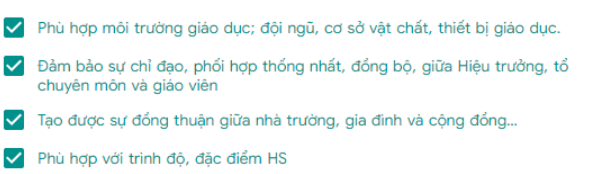 Phù hợp môi trường giáo dục; đội ngũ, cơ sở vật chất, thiết bị giáo dục.
Đảm bảo sự chỉ đạo, phối hợp thống nhất, đồng bộ, giữa Hiệu trưởng, tổ
chuyên môn và giáo viên
Tạo được sự đồng thuận giữa nhà trường, gia đình và cộng đồng...
Phù hợp với trình độ, đặc điểm HS